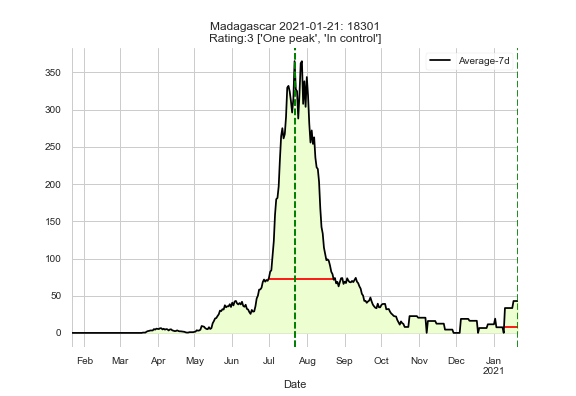 Madagascar 2021-01-21: 18301
Rating:3 ['One peak', 'In control']
Average-7d
350
300
250
200
150
100
50
0
Feb Mar Apr May Jun Jul Aug Sep Oct Nov Dec Jan
2021
Date